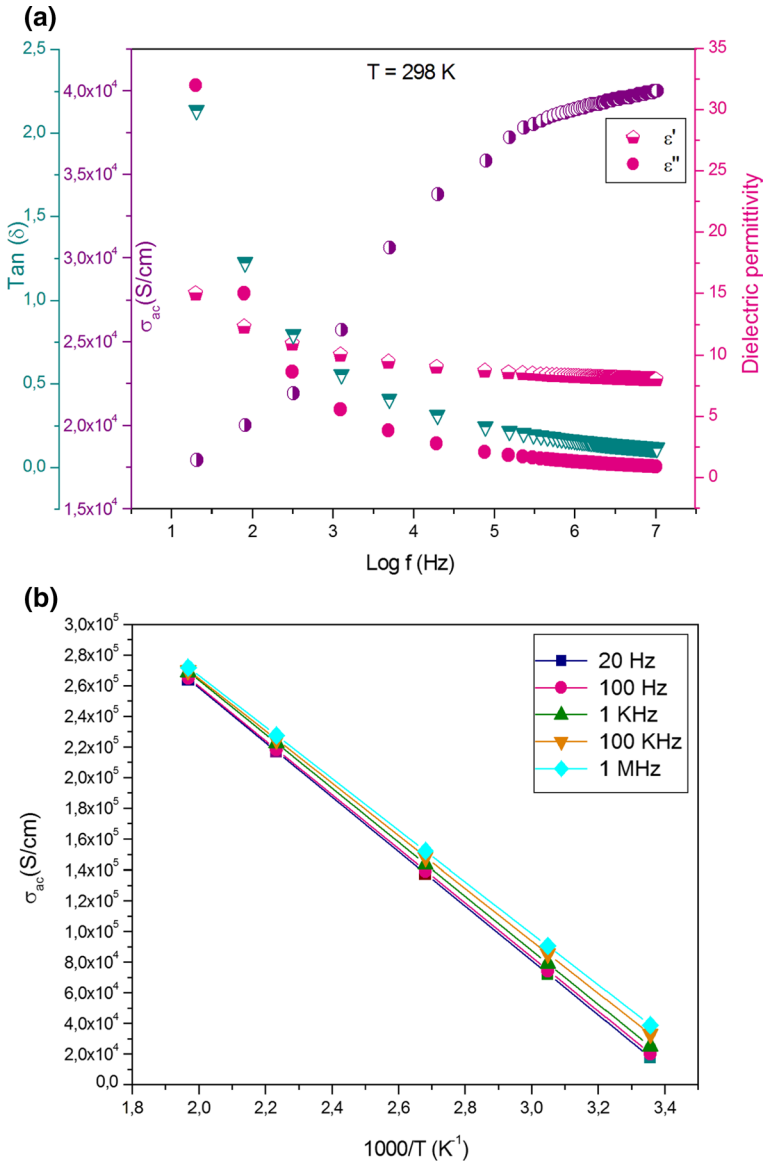 (a)
T = 298 K
ε'
ε"
Tan (δ)
2,5
2,0
1,5
1,0
0,5
0,0
σac(S/cm)
4,0x10⁴
4,0x10⁴
3,0x10⁴
2,5x10⁴
2,0x10⁴
1,5x10⁴
Dielectric permittivity
35
30
25
20
15
10
5
0
1 2 3 4 5 6 7
Log f (Hz)
(b)
σac(S/cm)
3,0x10⁵
2,8x10⁵
2,6x10⁵
2,4x10⁵
2,2x10⁵
2,0x10⁵
1,8x10⁵
1,6x10⁵
1,4x10⁵
1,2x10⁵
1,0x10⁵
8,0x10⁴
6,0x10⁴
4,0x10⁴
2,0x10⁴
0,0
20 Hz
100 Hz
1 KHz
100 KHz
1 MHz
1,8 2,0 2,2 2,4 2,6 2,8 3,0 3,2 3,4
1000/T (K⁻¹)